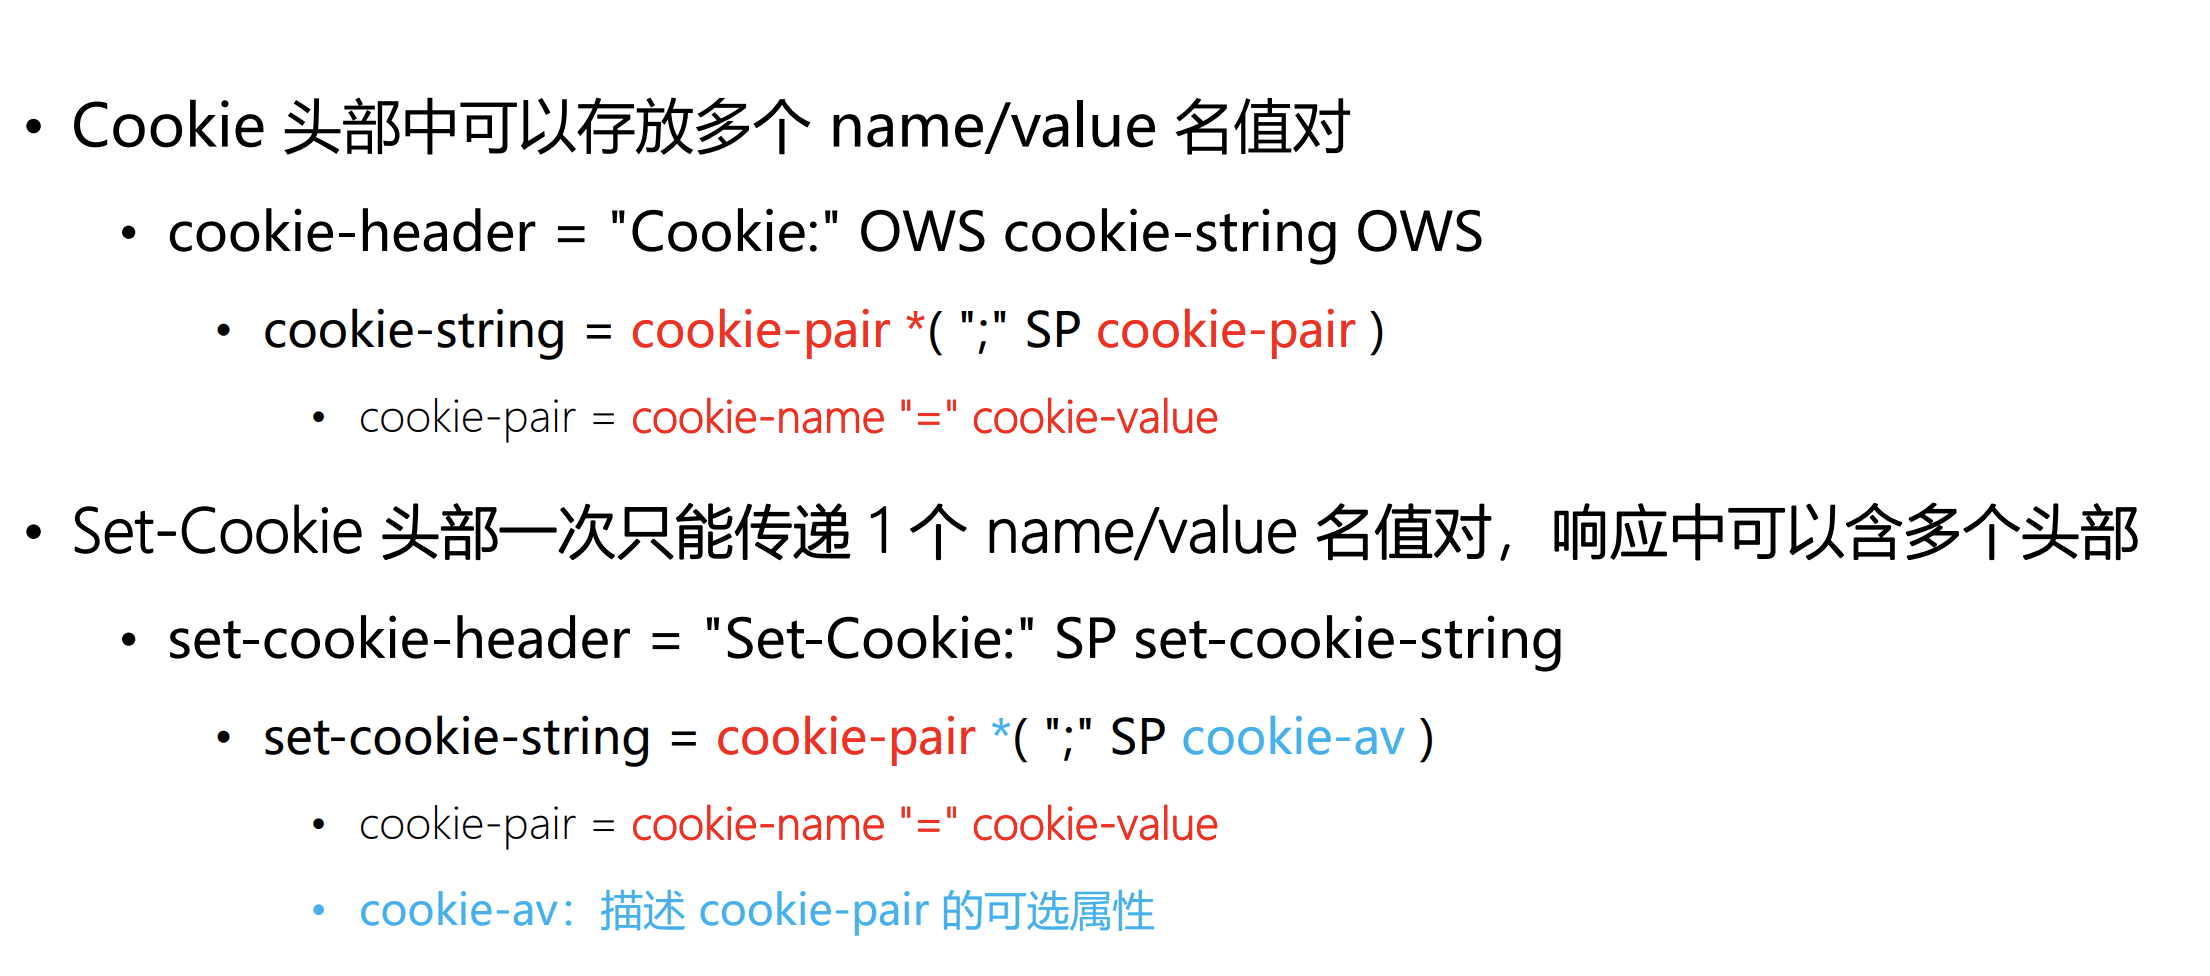 • Cookie 头部中可以存放多个 name/value 名值对
• cookie-header = "Cookie:" OWS cookie-string OWS
• cookie-string = cookie-pair *( ";" SP cookie-pair )
• cookie-pair = cookie-name "=" cookie-value
• Set-Cookie 头部一次只能传递 1 个 name/value 名值对，响应中可以含多个头部
• set-cookie-header = "Set-Cookie:" SP set-cookie-string
• set-cookie-string = cookie-pair *( ";" SP cookie-av )
• cookie-pair = cookie-name "=" cookie-value
• cookie-av：描述 cookie-pair 的可选属性